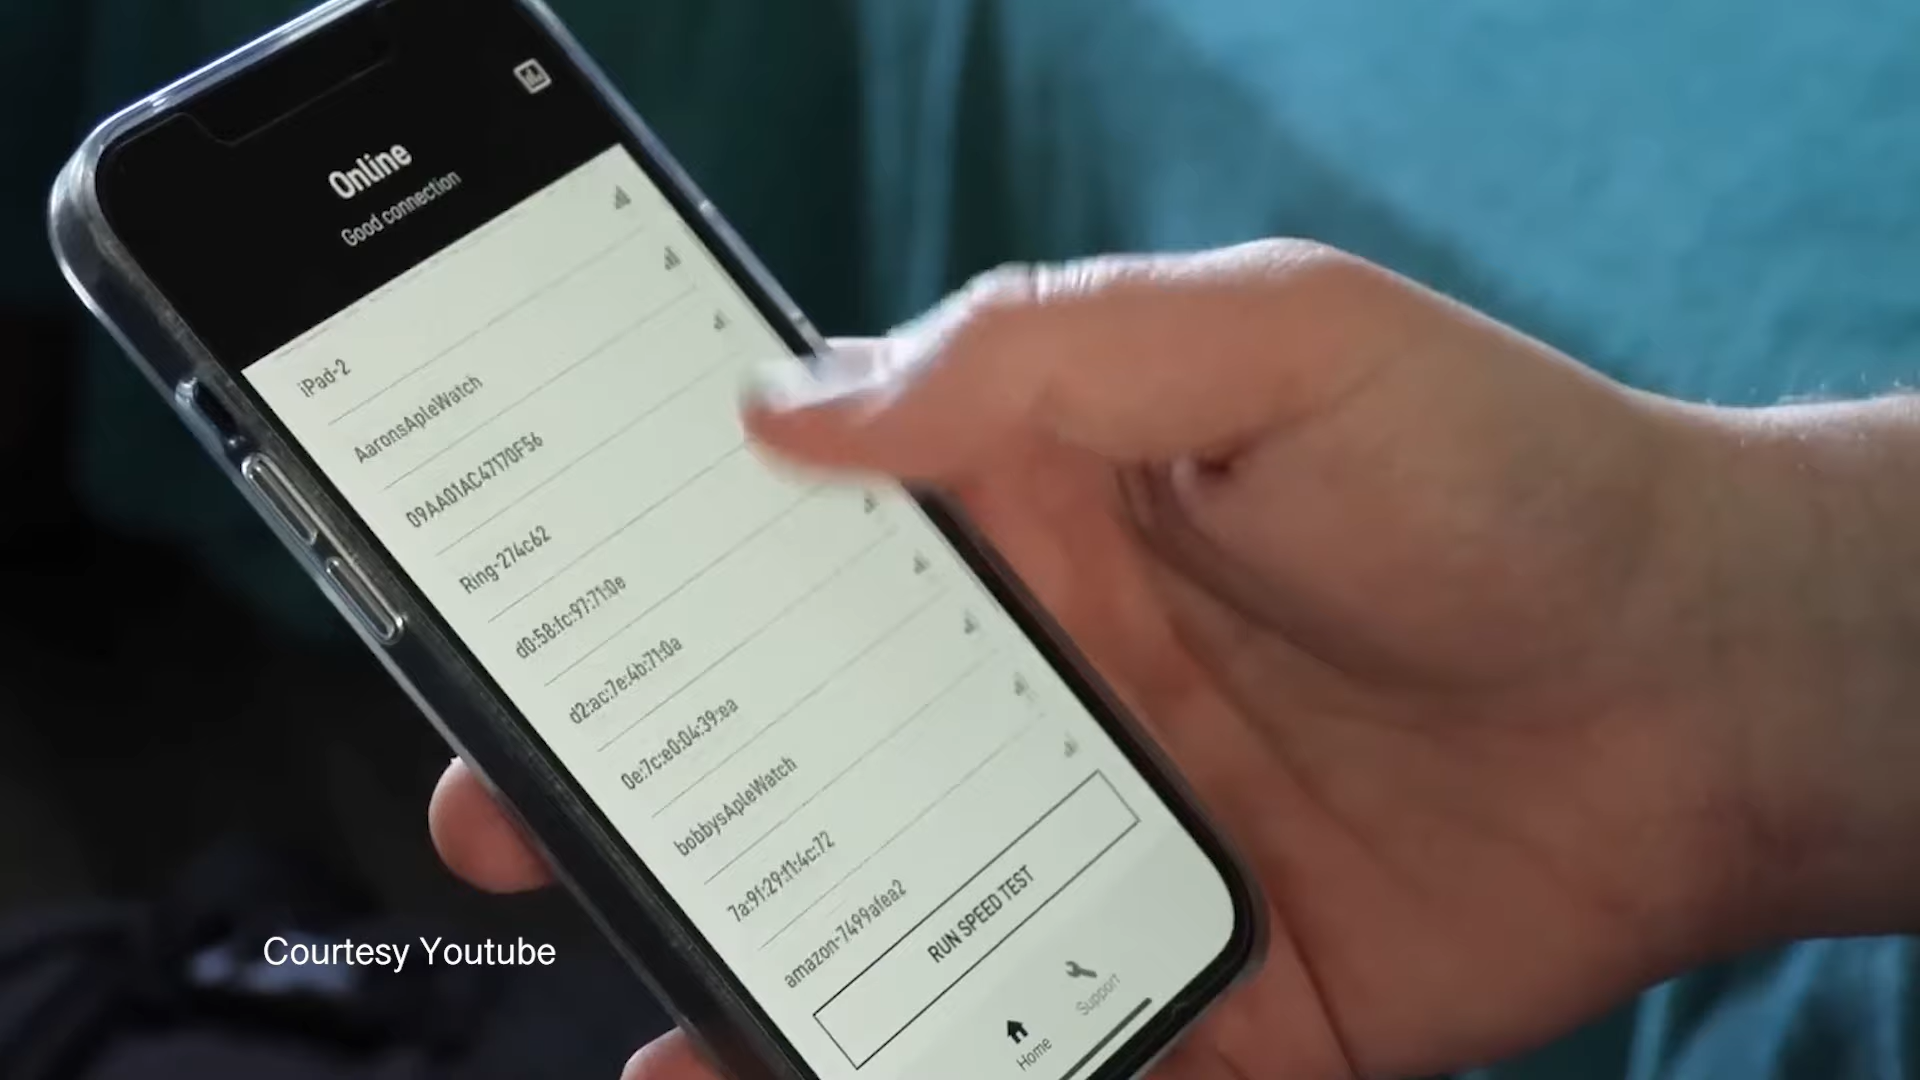 Online
Good connection
iPad-2
AaronsApleWatch
09AA01AC47170F56
Ring-274c62
d0:58:fc:97:71:0e
d2:ac:7e:4b:71:0a
0e:7c:e0:04:39:ea
bobbysApleWatch
7a:9f:29:f1:4c:72
amazon-7499afea2
RUN SPEED TEST
Home
Support
Courtesy Youtube